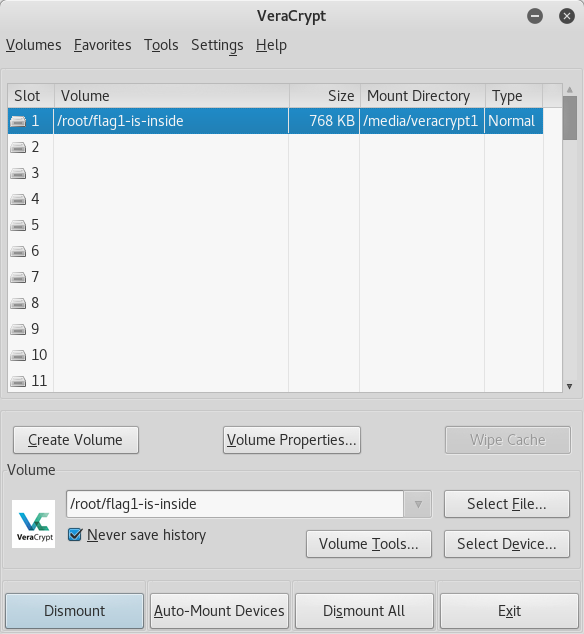 VeraCrypt
Volumes Favorites Tools Settings Help
Slot Volume Size Mount Directory Type
1 /root/flag1-is-inside 768 KB /media/veracrypt1 Normal
2
3
4
5
6
7
8
9
10
11
Create Volume Volume Properties... Wipe Cache
Volume
/root/flag1-is-inside Select File...
VeraCrypt
Never save history
Volume Tools... Select Device...
Dismount Auto-Mount Devices Dismount All Exit